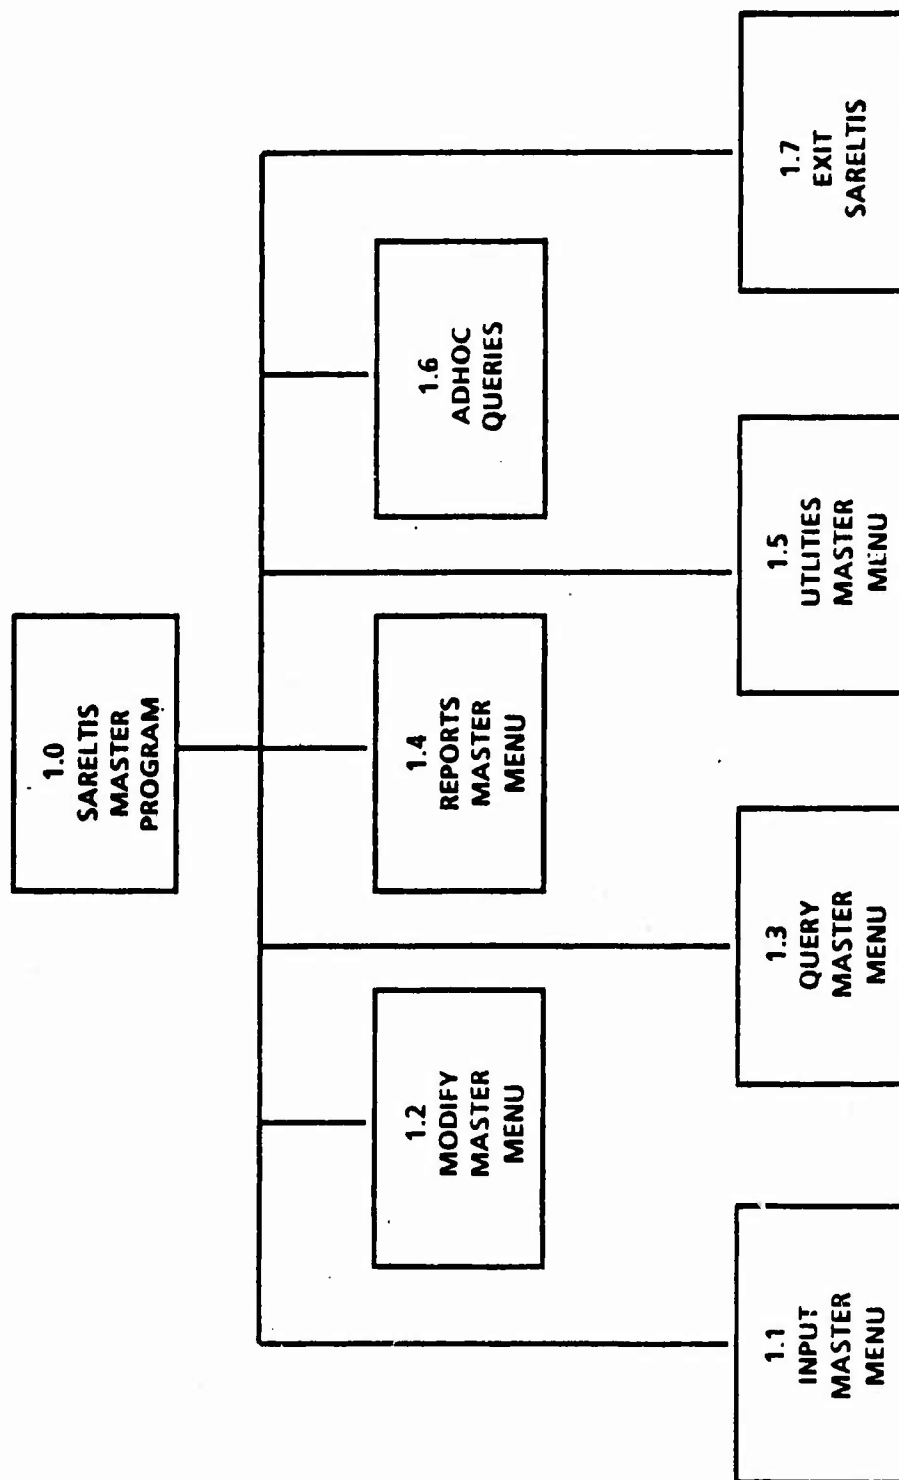 1.0
SARELTIS
MASTER
PROGRAM
1.2
MODIFY
MASTER
MENU
1.4
REPORTS
MASTER
MENU
1.6
ADHOC
QUERIES
1.1
INPUT
MASTER
MENU
1.3
QUERY
MASTER
MENU
1.5
UTLITIES
MASTER
MENU
1.7
EXIT
SARELTIS